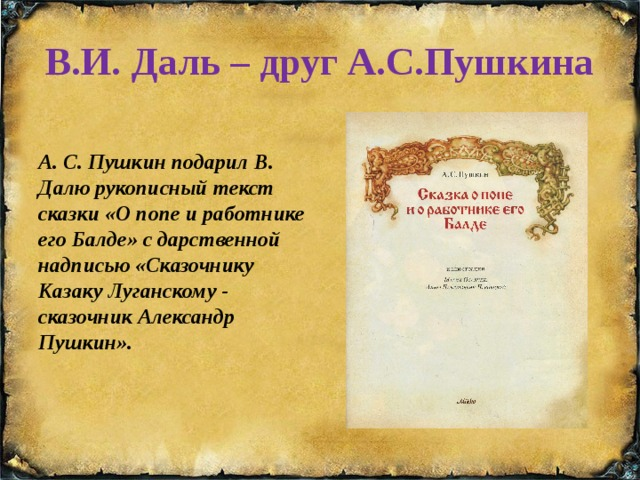 В.И. Даль – друг А.С.Пушкина
А. С. Пушкин подарил В.
Далю рукописный текст
сказки «О попе и работнике
его Балде» с дарственной
надписью «Сказочнику
Казаку Луганскому -
сказочник Александр
Пушкин».
А.С.Пушкин
Сказка о попе
и о работнике его
Балде